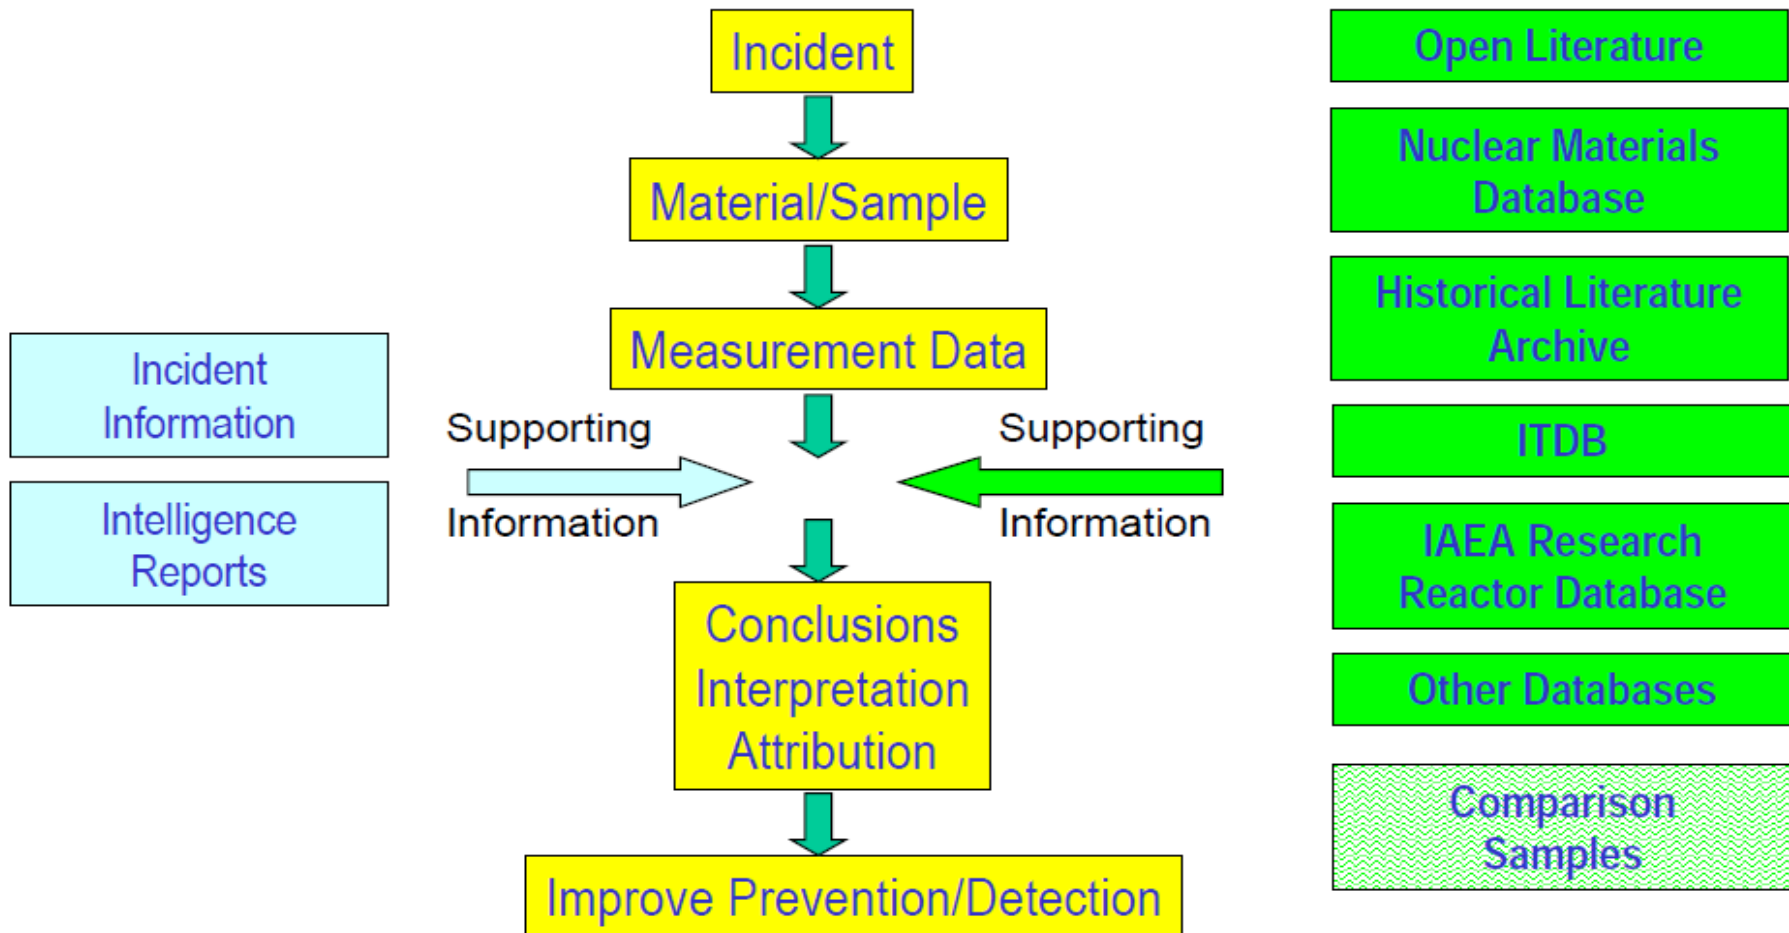 Incident
Material/Sample
Measurement Data
Incident
Information
Intelligence
Reports
Supporting
Information
Supporting
Information
Conclusions
Interpretation
Attribution
Improve Prevention/Detection
Open Literature
Nuclear Materials
Database
Historical Literature
Archive
ITDB
IAEA Research
Reactor Database
Other Databases
Comparison
Samples